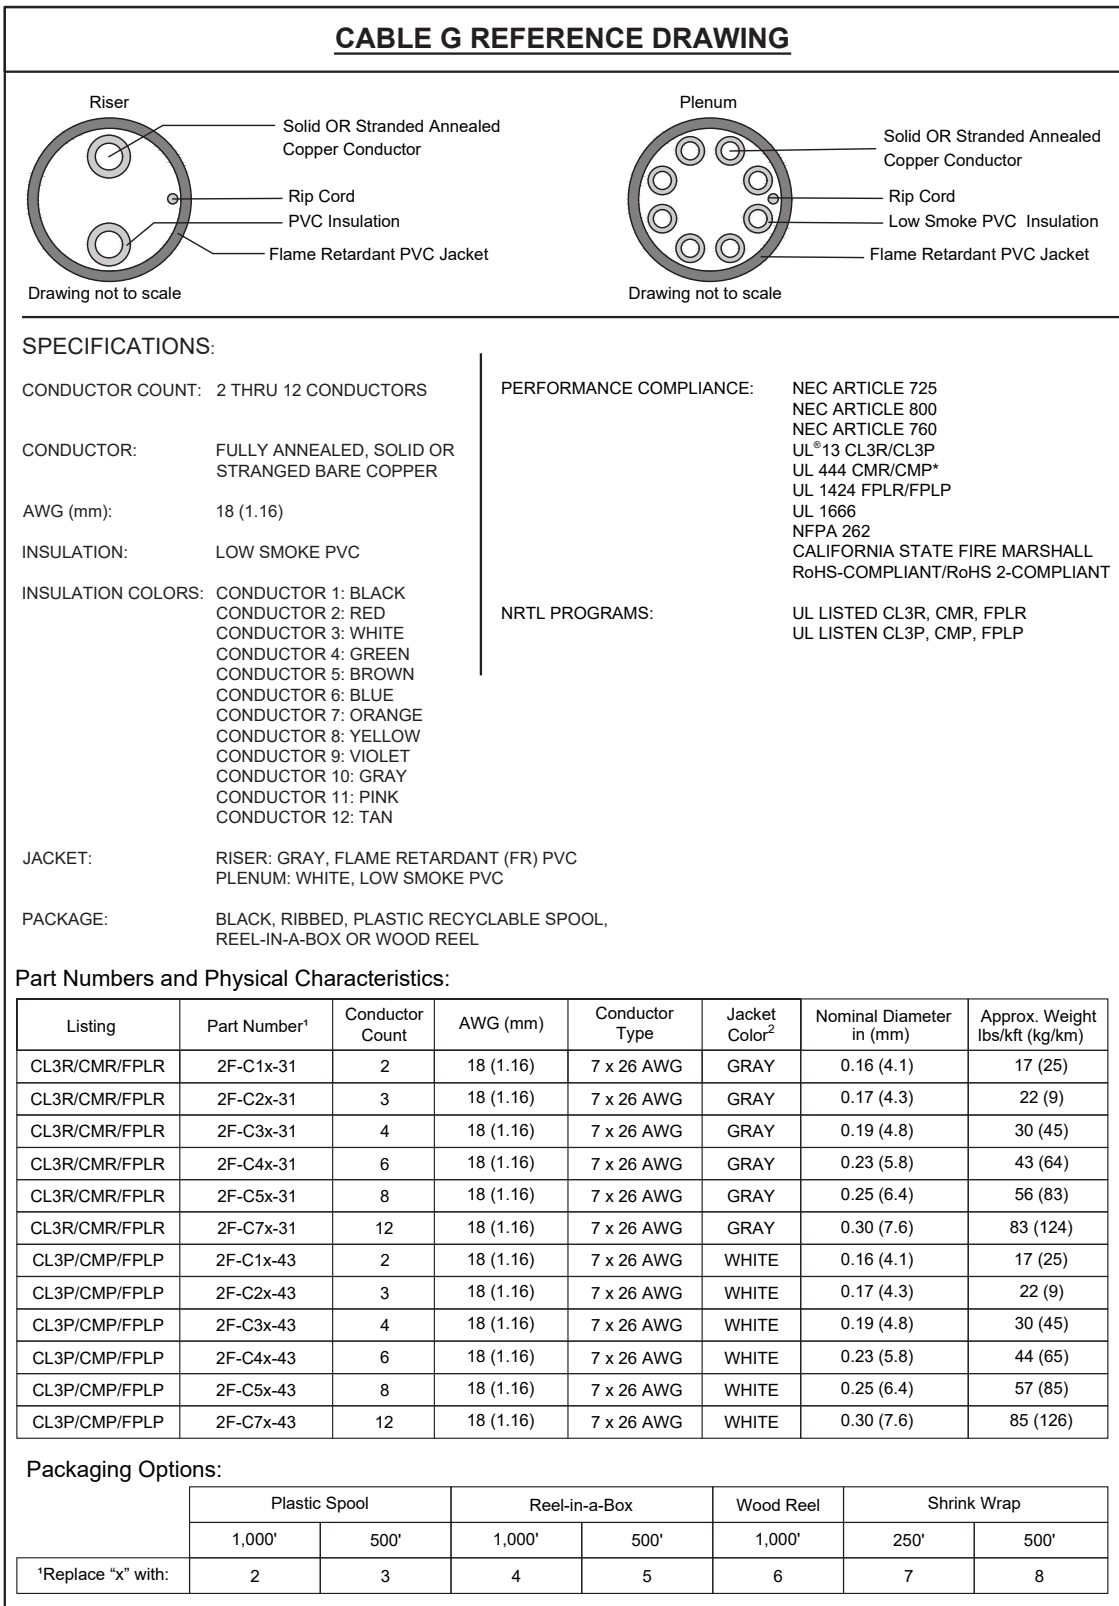 CABLE G REFERENCE DRAWING
Riser
Solid OR Stranded Annealed
Copper Conductor
Rip Cord
PVC Insulation
Flame Retardant PVC Jacket
Drawing not to scale
Plenum
Solid OR Stranded Annealed
Copper Conductor
Rip Cord
Low Smoke PVC Insulation
Flame Retardant PVC Jacket
Drawing not to scale
SPECIFICATIONS:
CONDUCTOR COUNT: 2 THRU 12 CONDUCTORS
CONDUCTOR: FULLY ANNEALED, SOLID OR
STRANGED BARE COPPER
AWG (mm): 18 (1.16)
INSULATION: LOW SMOKE PVC
INSULATION COLORS: CONDUCTOR 1: BLACK
CONDUCTOR 2: RED
CONDUCTOR 3: WHITE
CONDUCTOR 4: GREEN
CONDUCTOR 5: BROWN
CONDUCTOR 6: BLUE
CONDUCTOR 7: ORANGE
CONDUCTOR 8: YELLOW
CONDUCTOR 9: VIOLET
CONDUCTOR 10: GRAY
CONDUCTOR 11: PINK
CONDUCTOR 12: TAN
JACKET: RISER: GRAY, FLAME RETARDANT (FR) PVC
PLENUM: WHITE, LOW SMOKE PVC
PACKAGE: BLACK, RIBBED, PLASTIC RECYCLABLE SPOOL,
REEL-IN-A-BOX OR WOOD REEL
PERFORMANCE COMPLIANCE: NEC ARTICLE 725
NEC ARTICLE 800
NEC ARTICLE 760
UL®13 CL3R/CL3P
UL 444 CMR/CMP*
UL 1424 FPLR/FPLP
UL 1666
NFPA 262
CALIFORNIA STATE FIRE MARSHALL
RoHS-COMPLIANT/RoHS 2-COMPLIANT
NRTL PROGRAMS: UL LISTED CL3R, CMR, FPLR
UL LISTEN CL3P, CMP, FPLP
Part Numbers and Physical Characteristics:
Listing Part Number¹ Conductor Count AWG (mm) Conductor Type Jacket Color² Nominal Diameter in (mm) Approx. Weight lbs/kft (kg/km)
CL3R/CMR/FPLR 2F-C1x-31 2 18 (1.16) 7 x 26 AWG GRAY 0.16 (4.1) 17 (25)
CL3R/CMR/FPLR 2F-C2x-31 3 18 (1.16) 7 x 26 AWG GRAY 0.17 (4.3) 22 (9)
CL3R/CMR/FPLR 2F-C3x-31 4 18 (1.16) 7 x 26 AWG GRAY 0.19 (4.8) 30 (45)
CL3R/CMR/FPLR 2F-C4x-31 6 18 (1.16) 7 x 26 AWG GRAY 0.23 (5.8) 43 (64)
CL3R/CMR/FPLR 2F-C5x-31 8 18 (1.16) 7 x 26 AWG GRAY 0.25 (6.4) 56 (83)
CL3R/CMR/FPLR 2F-C7x-31 12 18 (1.16) 7 x 26 AWG GRAY 0.30 (7.6) 83 (124)
CL3P/CMP/FPLP 2F-C1x-43 2 18 (1.16) 7 x 26 AWG WHITE 0.16 (4.1) 17 (25)
CL3P/CMP/FPLP 2F-C2x-43 3 18 (1.16) 7 x 26 AWG WHITE 0.17 (4.3) 22 (9)
CL3P/CMP/FPLP 2F-C3x-43 4 18 (1.16) 7 x 26 AWG WHITE 0.19 (4.8) 30 (45)
CL3P/CMP/FPLP 2F-C4x-43 6 18 (1.16) 7 x 26 AWG WHITE 0.23 (5.8) 44 (65)
CL3P/CMP/FPLP 2F-C5x-43 8 18 (1.16) 7 x 26 AWG WHITE 0.25 (6.4) 57 (85)
CL3P/CMP/FPLP 2F-C7x-43 12 18 (1.16) 7 x 26 AWG WHITE 0.30 (7.6) 85 (126)
Packaging Options:
Plastic Spool Reel-in-a-Box Wood Reel Shrink Wrap
1,000' 500' 1,000' 500' 1,000' 250' 500'
¹Replace “x” with: 2 3 4 5 6 7 8